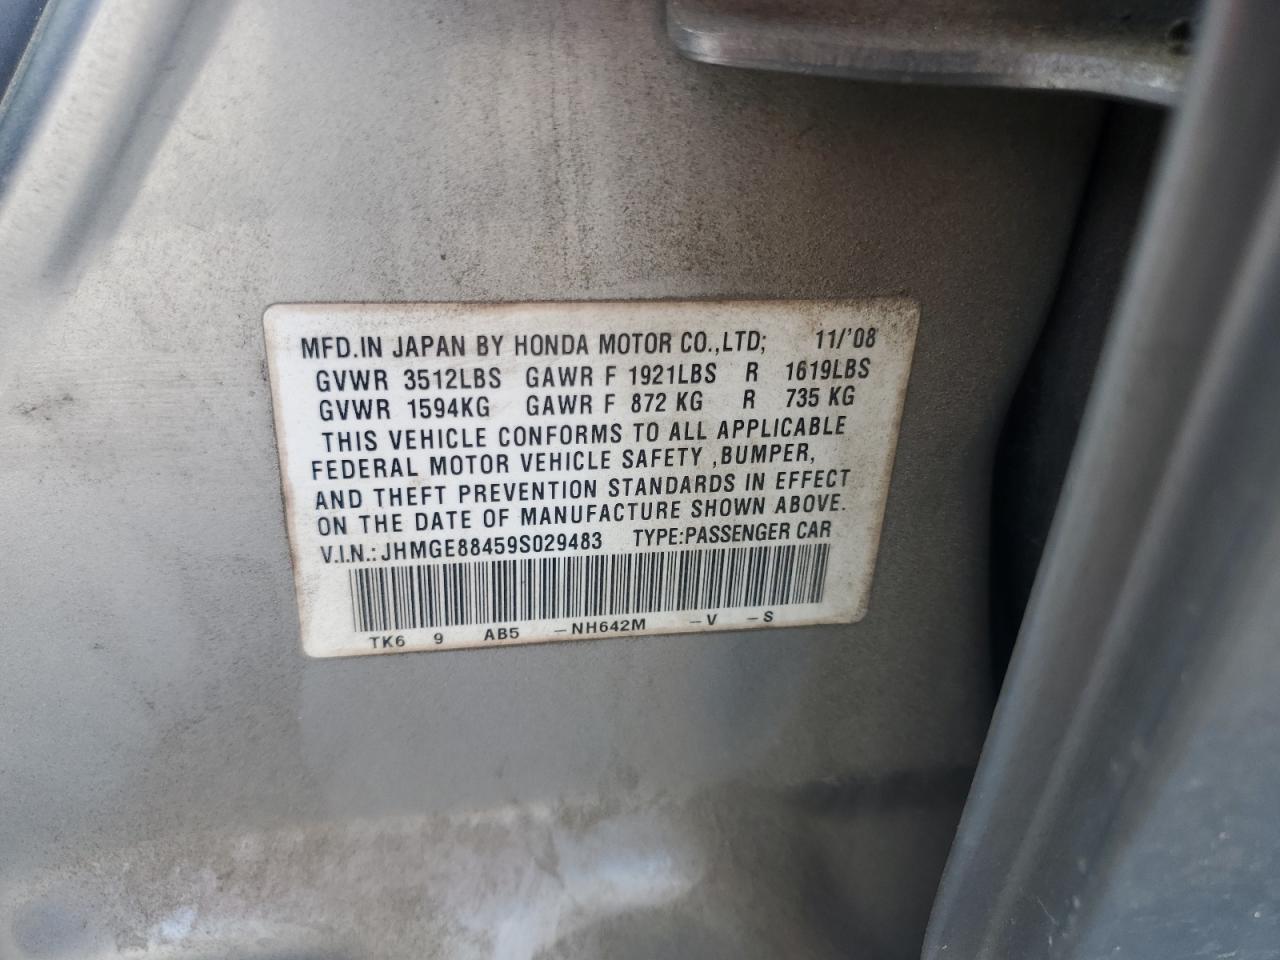 MFD.IN JAPAN BY HONDA MOTOR CO.,LTD; 11/'08
GVWR 3512LBS GAWR F 1921LBS R 1619LBS
GVWR 1594KG GAWR F 872 KG R 735 KG
THIS VEHICLE CONFORMS TO ALL APPLICABLE
FEDERAL MOTOR VEHICLE SAFETY ,BUMPER,
AND THEFT PREVENTION STANDARDS IN EFFECT
ON THE DATE OF MANUFACTURE SHOWN ABOVE.
V.I.N.: JHMGE88459S029483 TYPE:PASSENGER CAR
TK6 9 AB5 -NH642M -V -S